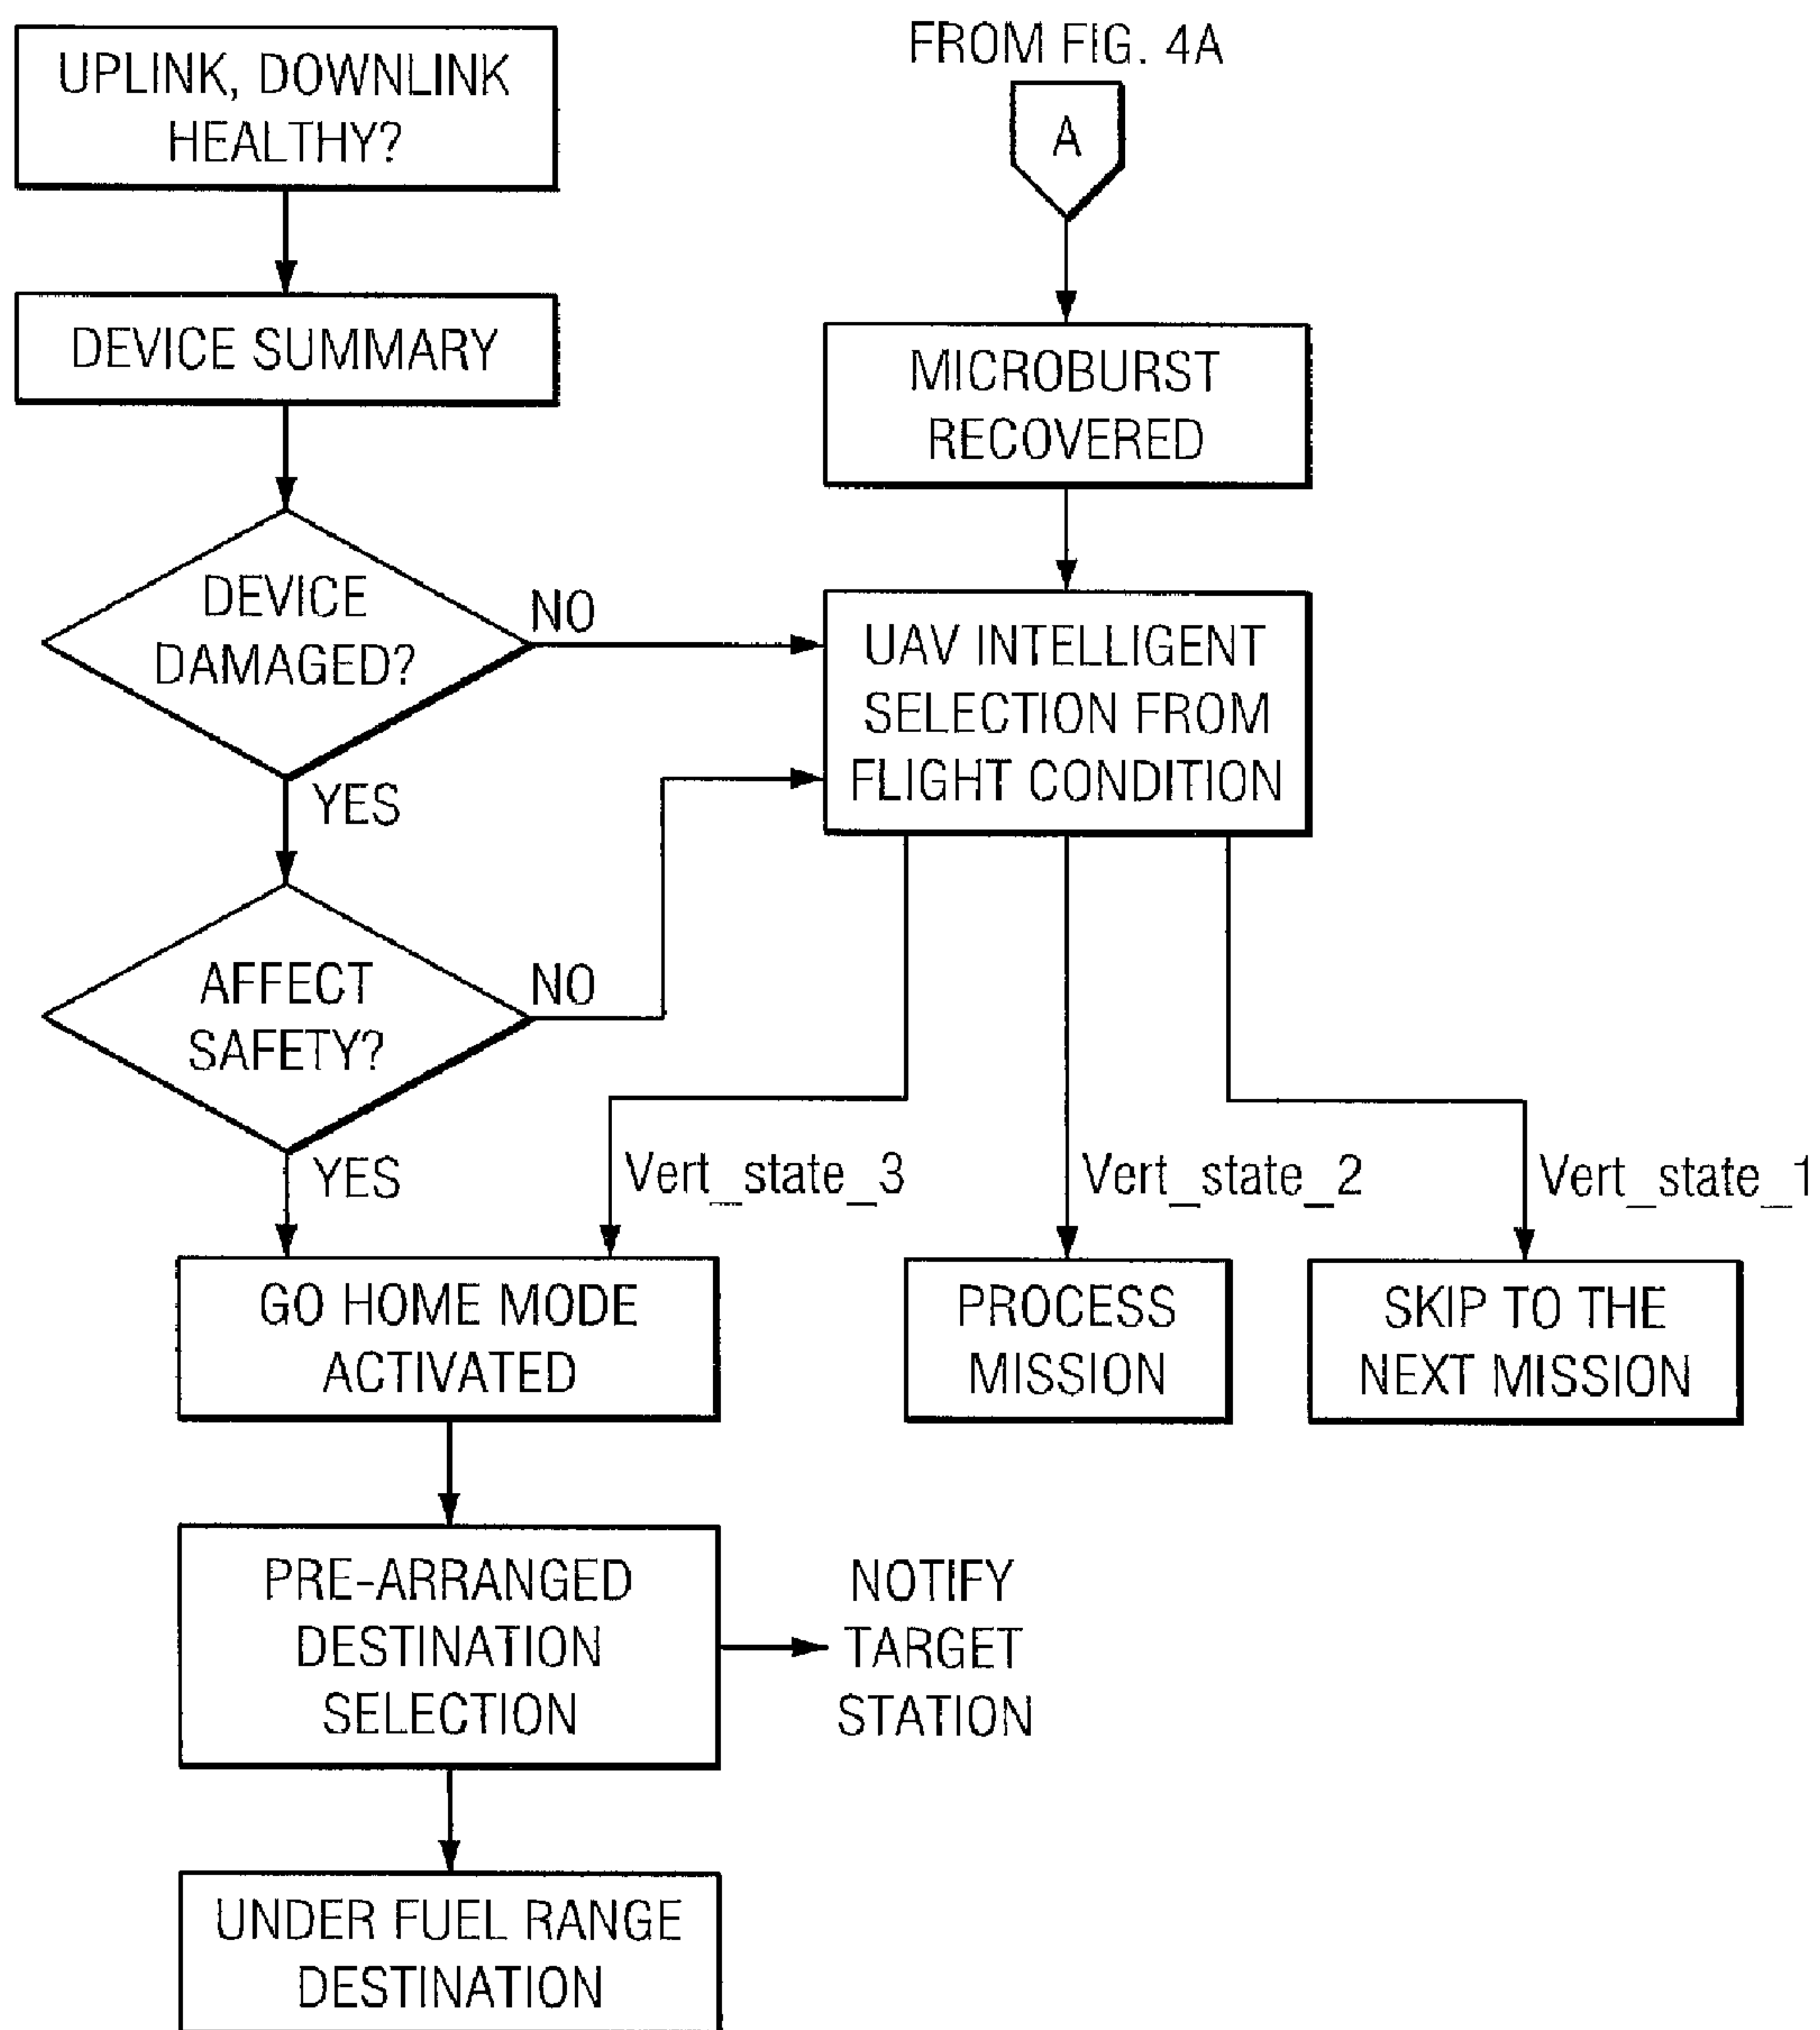 UPLINK, DOWNLINK
HEALTHY?
DEVICE SUMMARY
DEVICE
DAMAGED?
NO
YES
AFFECT
SAFETY?
NO
YES
FROM FIG. 4A
A
MICROBURST
RECOVERED
UAV INTELLIGENT
SELECTION FROM
FLIGHT CONDITION
Vert_state_3
Vert_state_2
Vert_state_1
GO HOME MODE
ACTIVATED
PROCESS
MISSION
SKIP TO THE
NEXT MISSION
PRE-ARRANGED
DESTINATION
SELECTION
NOTIFY
TARGET
STATION
UNDER FUEL RANGE
DESTINATION